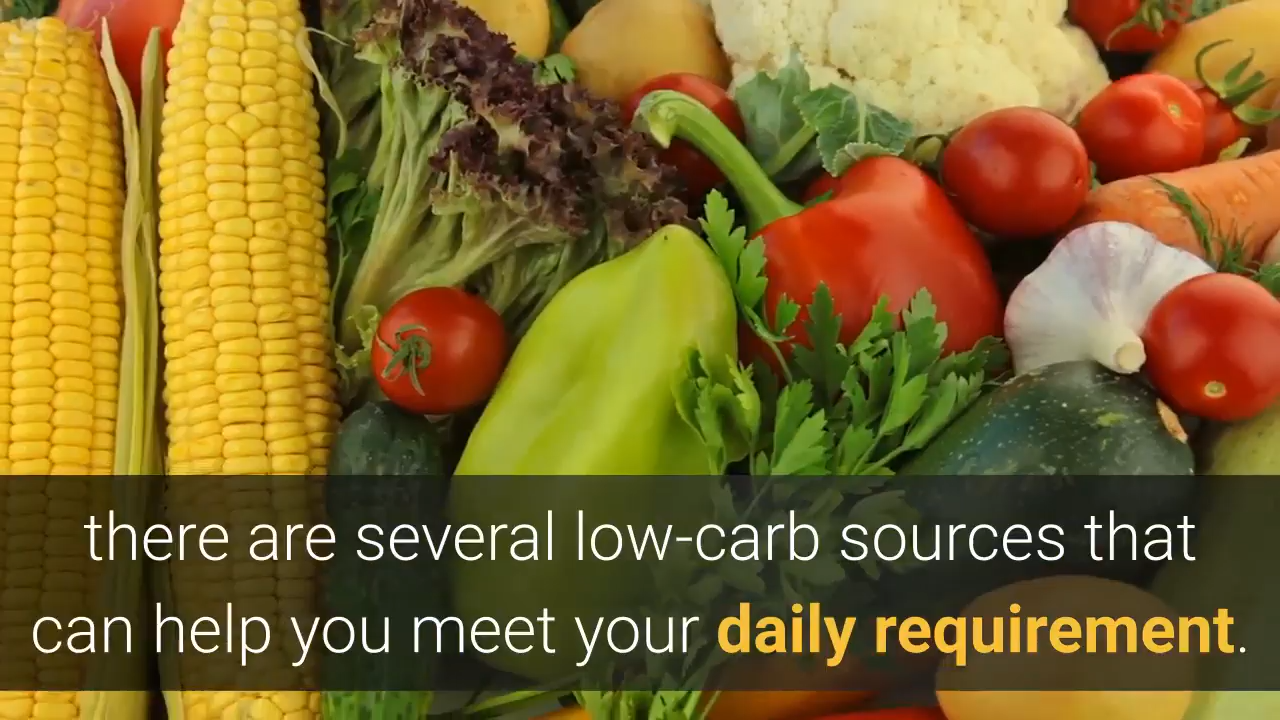 there are several low-carb sources that
can help you meet your daily requirement.